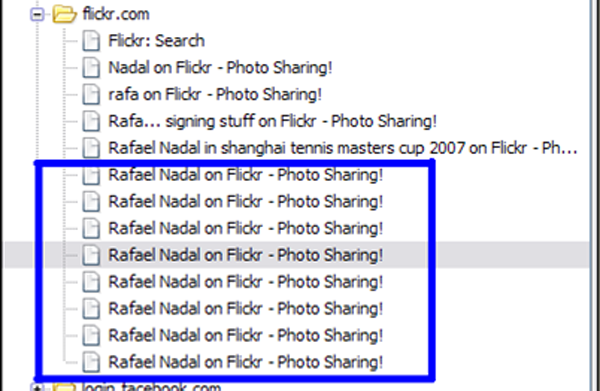 flickr.com
Flickr: Search
Nadal on Flickr - Photo Sharing!
rafa on Flickr - Photo Sharing!
Rafa... signing stuff on Flickr - Photo Sharing!
Rafael Nadal in shanghai tennis masters cup 2007 on Flickr - Ph...
Rafael Nadal on Flickr - Photo Sharing!
Rafael Nadal on Flickr - Photo Sharing!
Rafael Nadal on Flickr - Photo Sharing!
Rafael Nadal on Flickr - Photo Sharing!
Rafael Nadal on Flickr - Photo Sharing!
Rafael Nadal on Flickr - Photo Sharing!
Rafael Nadal on Flickr - Photo Sharing!
Rafael Nadal on Flickr - Photo Sharing!
login.facebook.com